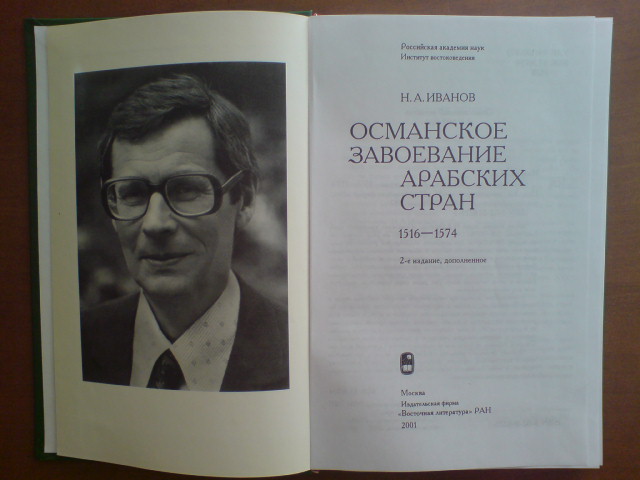 Российская академия наук
Институт востоковедения
Н. А. ИВАНОВ
ОСМАНСКОЕ
ЗАВОЕВАНИЕ
АРАБСКИХ
СТРАН
1516—1574
2-е издание, дополненное
Москва
Издательская фирма
«Восточная литература» РАН
2001